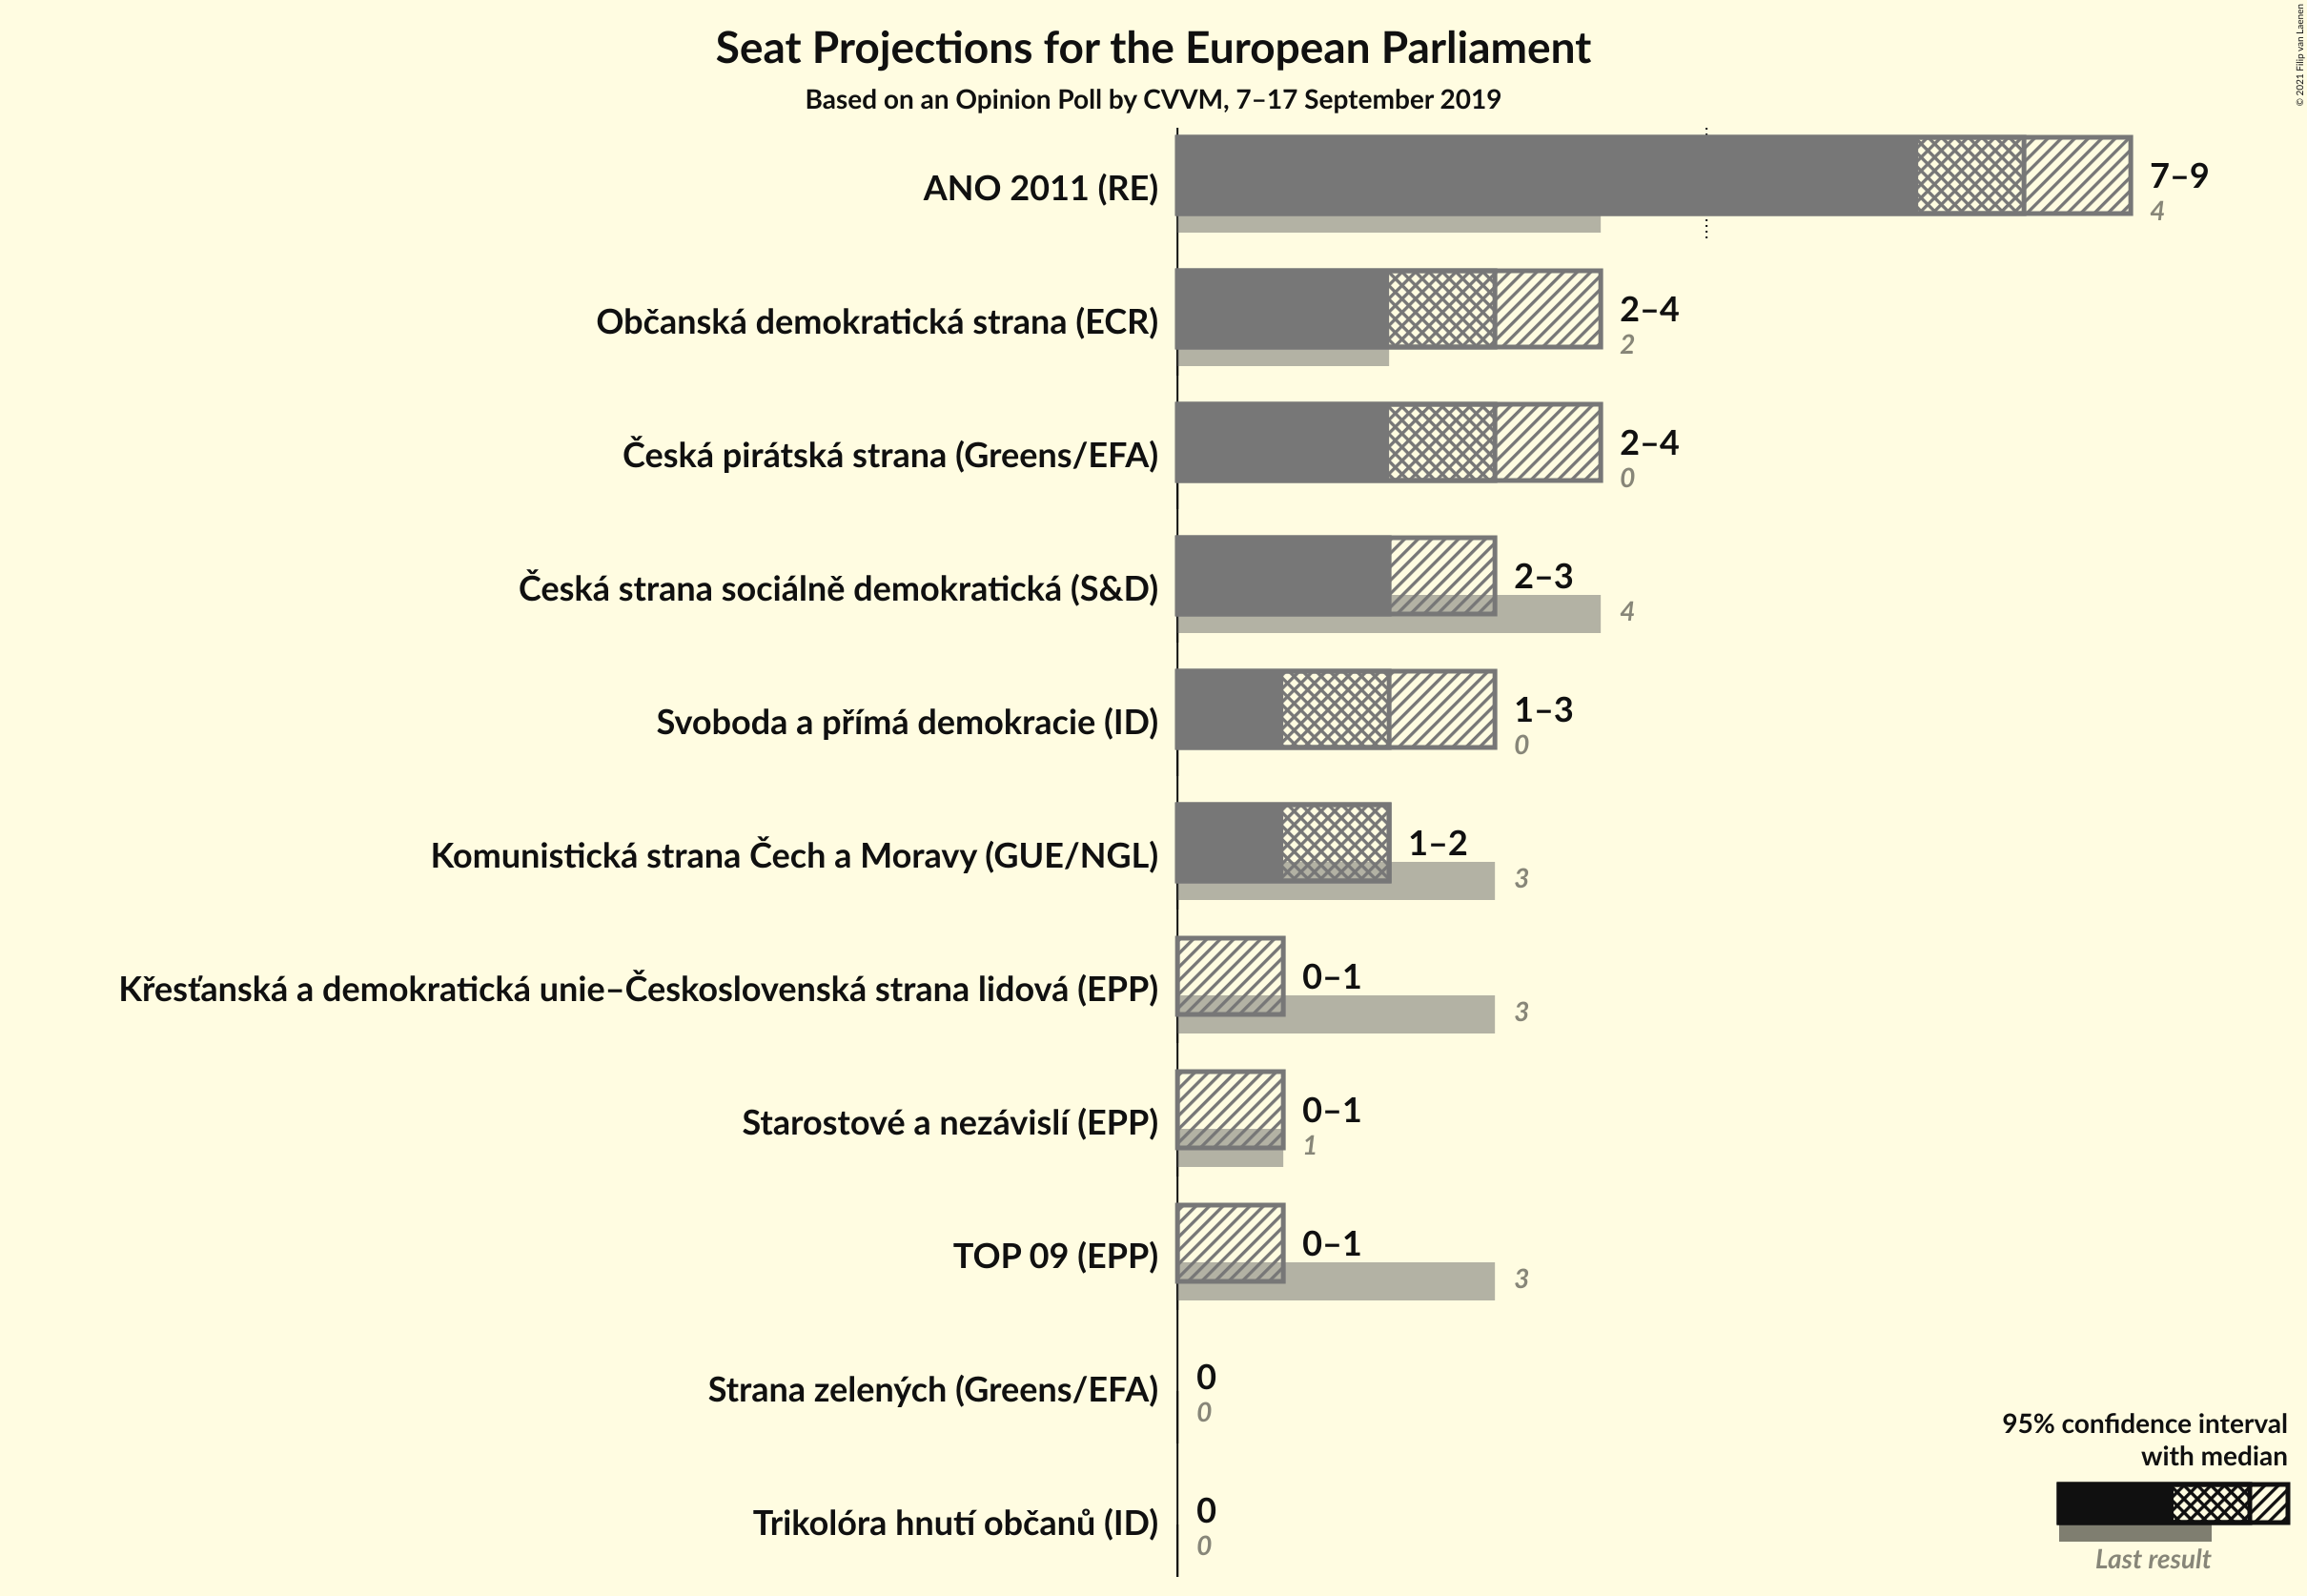 Seat Projections for the European Parliament
Based on an Opinion Poll by CVVM, 7–17 September 2019
© 2021 Filip van Laenen
ANO 2011 (RE)
7–9
4
Občanská demokratická strana (ECR)
2–4
2
Česká pirátská strana (Greens/EFA)
2–4
0
Česká strana sociálně demokratická (S&D)
2–3
4
Svoboda a přímá demokracie (ID)
1–3
0
Komunistická strana Čech a Moravy (GUE/NGL)
1–2
3
Křesťanská a demokratická unie–Československá strana lidová (EPP)
0–1
3
Starostové a nezávislí (EPP)
0–1
1
TOP 09 (EPP)
0–1
3
Strana zelených (Greens/EFA)
0
0
Trikolóra hnutí občanů (ID)
0
0
95% confidence interval
with median
Last result